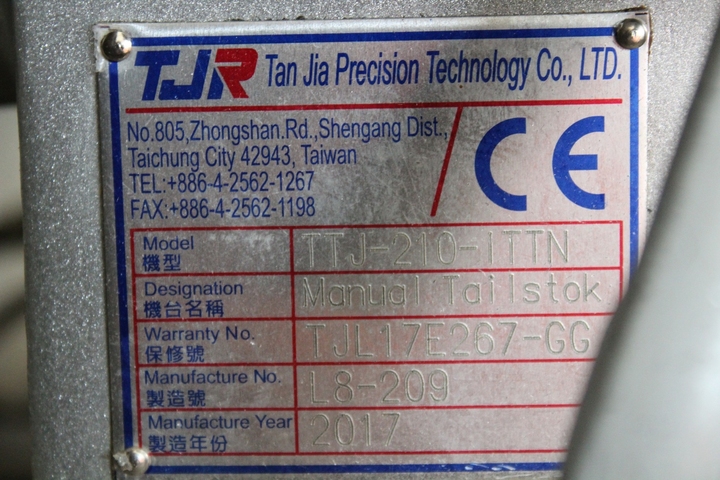 TJR Tan Jia Precision Technology Co., LTD.
No.805,Zhongshan.Rd.,Shengang Dist.,
Taichung City 42943, Taiwan
TEL:+886-4-2562-1267
FAX:+886-4-2562-1198
CE
Model TTJ-210-ITTN
機型
Designation Manual Tailstok
機台名稱
Warranty No. TJL17E267-GG
保修號
Manufacture No. L8-209
製造號
Manufacture Year 2017
製造年份